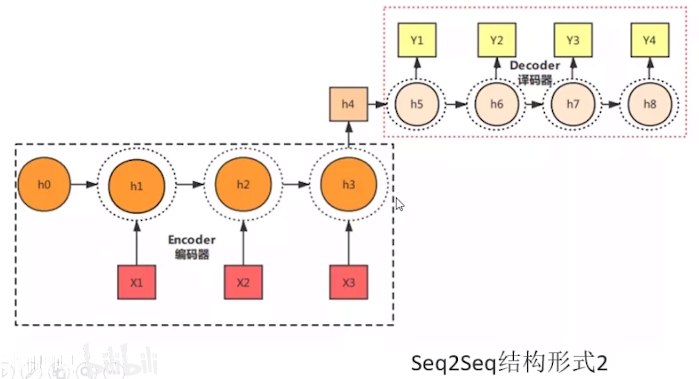 Y1 Y2 Y3 Y4
Decoder
译码器
h4 h5 h6 h7 h8
h0 h1 h2 h3
Encoder
编码器
X1 X2 X3
Seq2Seq结构形式2
bilibili